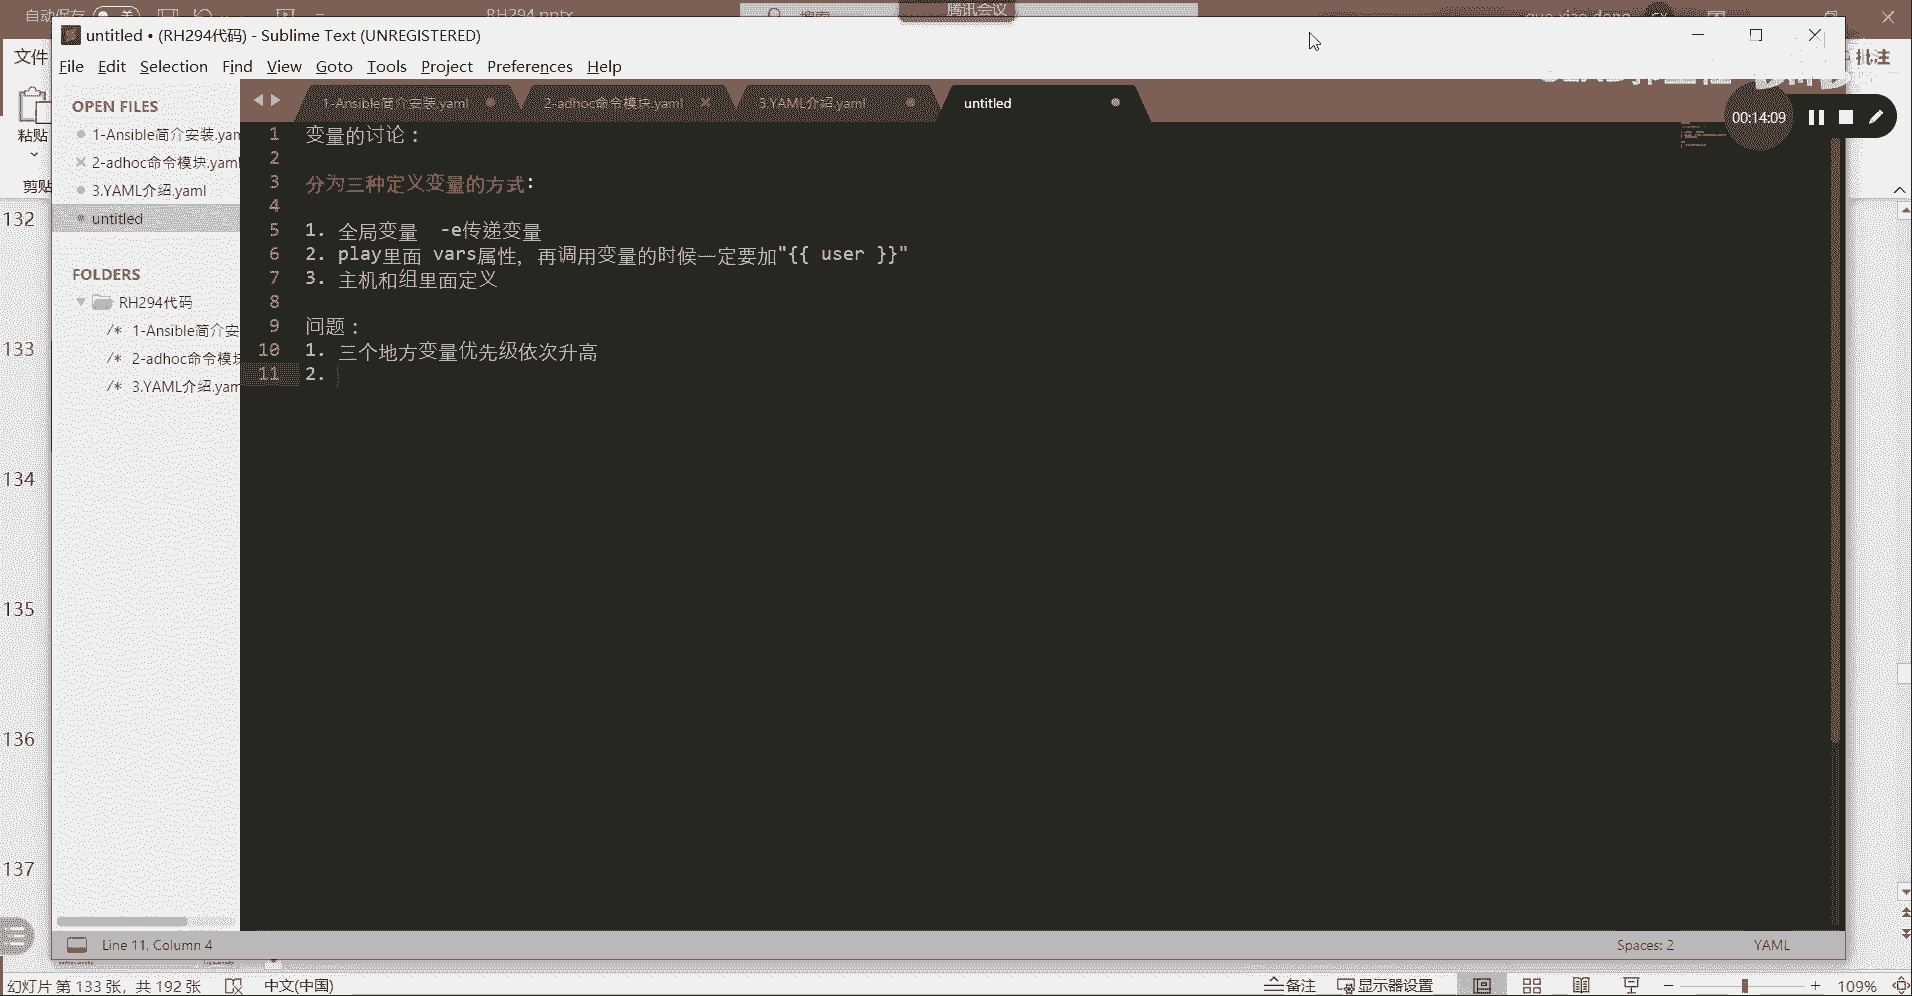 自动保存
RH294.pptx
搜索
腾讯会议
untitled • (RH294代码) - Sublime Text (UNREGISTERED)
文件
批注
File Edit Selection Find View Goto Tools Project Preferences Help
粘贴
剪贴
00:14:09
OPEN FILES
1-Ansible简介安装.yam
2-adhoc命令模块.yaml
3.YAML介绍.yaml
untitled
FOLDERS
RH294代码
/* 1-Ansible简介安
/* 2-adhoc命令模块
/* 3.YAML介绍.yam
1-Ansible简介安装.yaml 2-adhoc命令模块.yaml 3.YAML介绍.yaml untitled
1 变量的讨论：
2
3 分为三种定义变量的方式:
4
5 1. 全局变量 -e传递变量
6 2. play里面 vars属性, 再调用变量的时候一定要加"{{ user }}"
7 3. 主机和组里面定义
8
9 问题：
10 1. 三个地方变量优先级依次升高
11 2.
132
133
134
135
136
137
Line 11, Column 4
Spaces: 2
YAML
幻灯片 第 133 张，共 192 张 中文(中国)
备注 显示器设置
109%